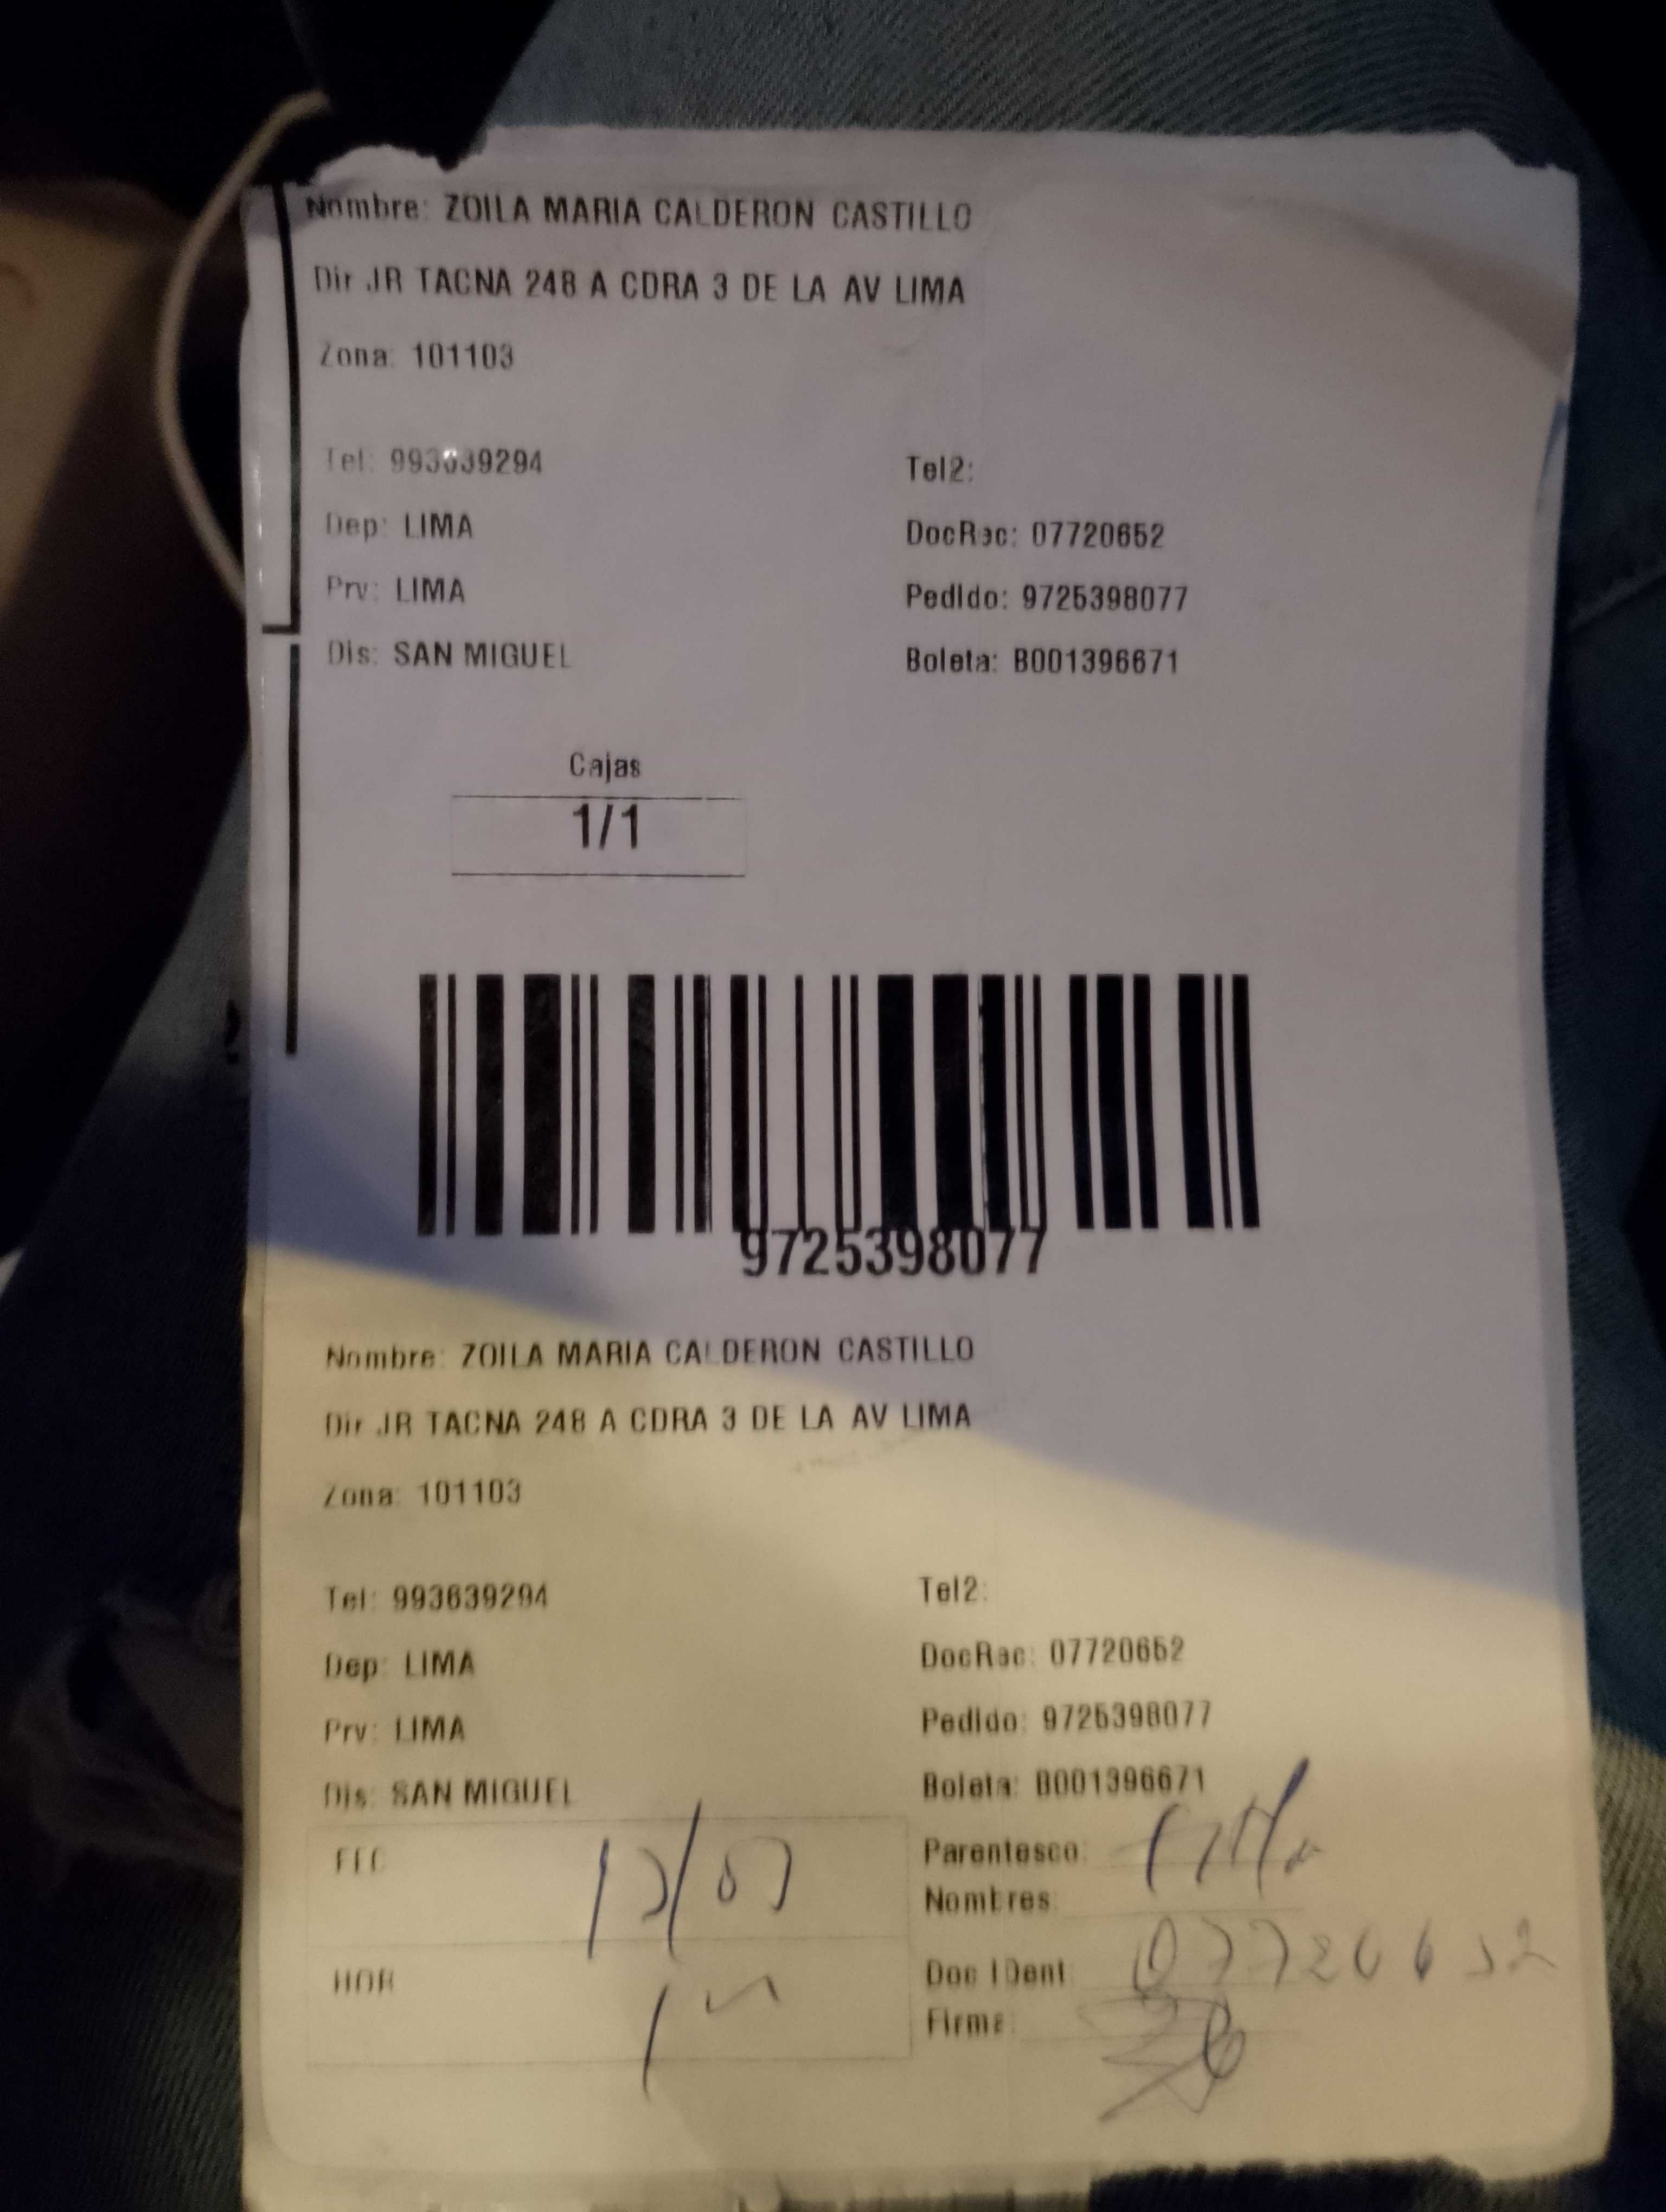 Nombre: ZOILA MARIA CALDERON CASTILLO
Dir JR TACNA 248 A CDRA 3 DE LA AV LIMA
Zona: 101103
Tel: 993639294 Tel2:
Dep: LIMA DocRec: 07720652
Prv: LIMA Pedido: 9725398077
Dis: SAN MIGUEL Boleta: B001396671
Cajas
1/1
9725398077
Nombre: ZOILA MARIA CALDERON CASTILLO
Dir JR TACNA 248 A CDRA 3 DE LA AV LIMA
Zona: 101103
Tel: 993639294 Tel2:
Dep: LIMA DocRec: 07720652
Prv: LIMA Pedido: 9725398077
Dis: SAN MIGUEL Boleta: B001396671
FEC Parentesco:
Nombres:
HOR Doc IDent 07720652
Firma: